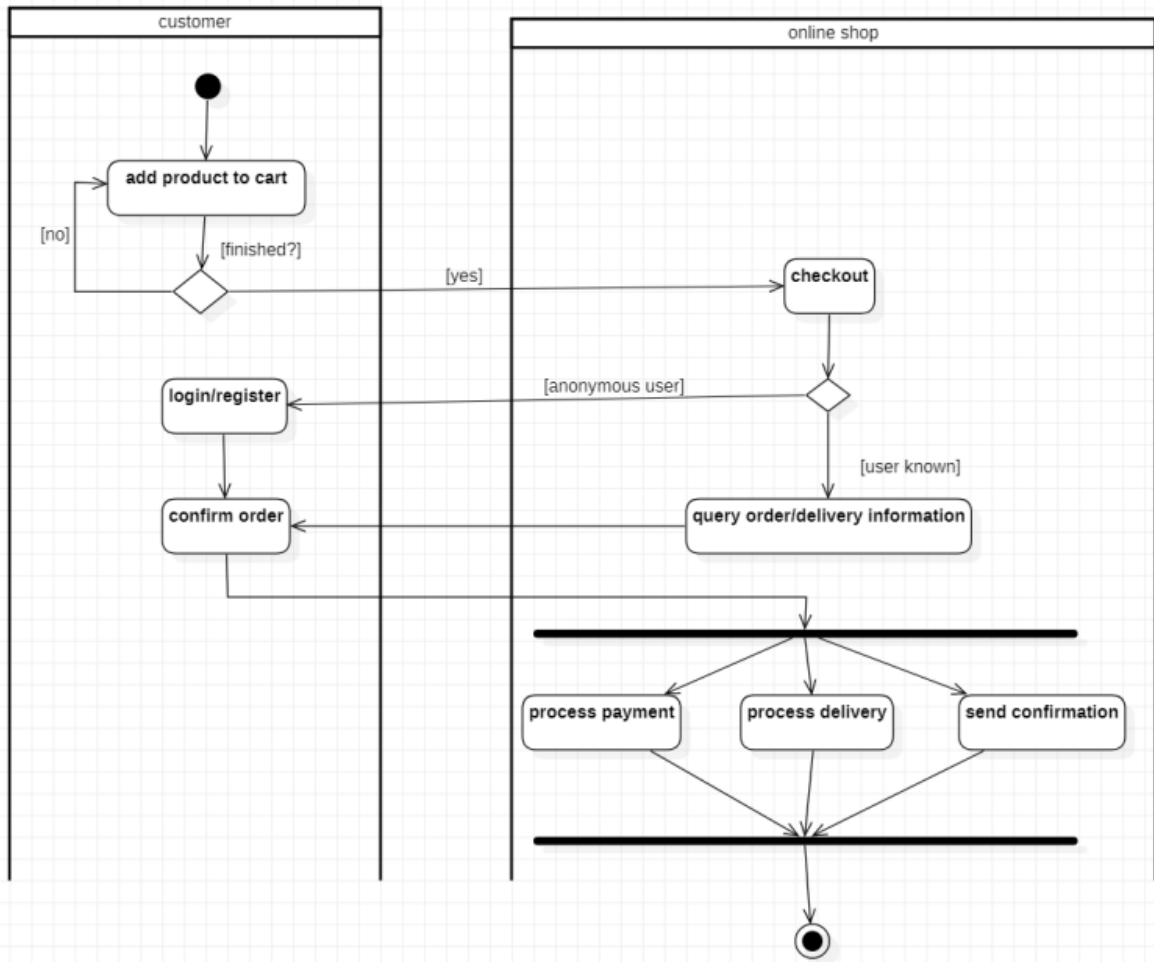 customer
online shop
add product to cart
[no]
[finished?]
[yes]
checkout
[anonymous user]
login/register
[user known]
confirm order
query order/delivery information
process payment
process delivery
send confirmation